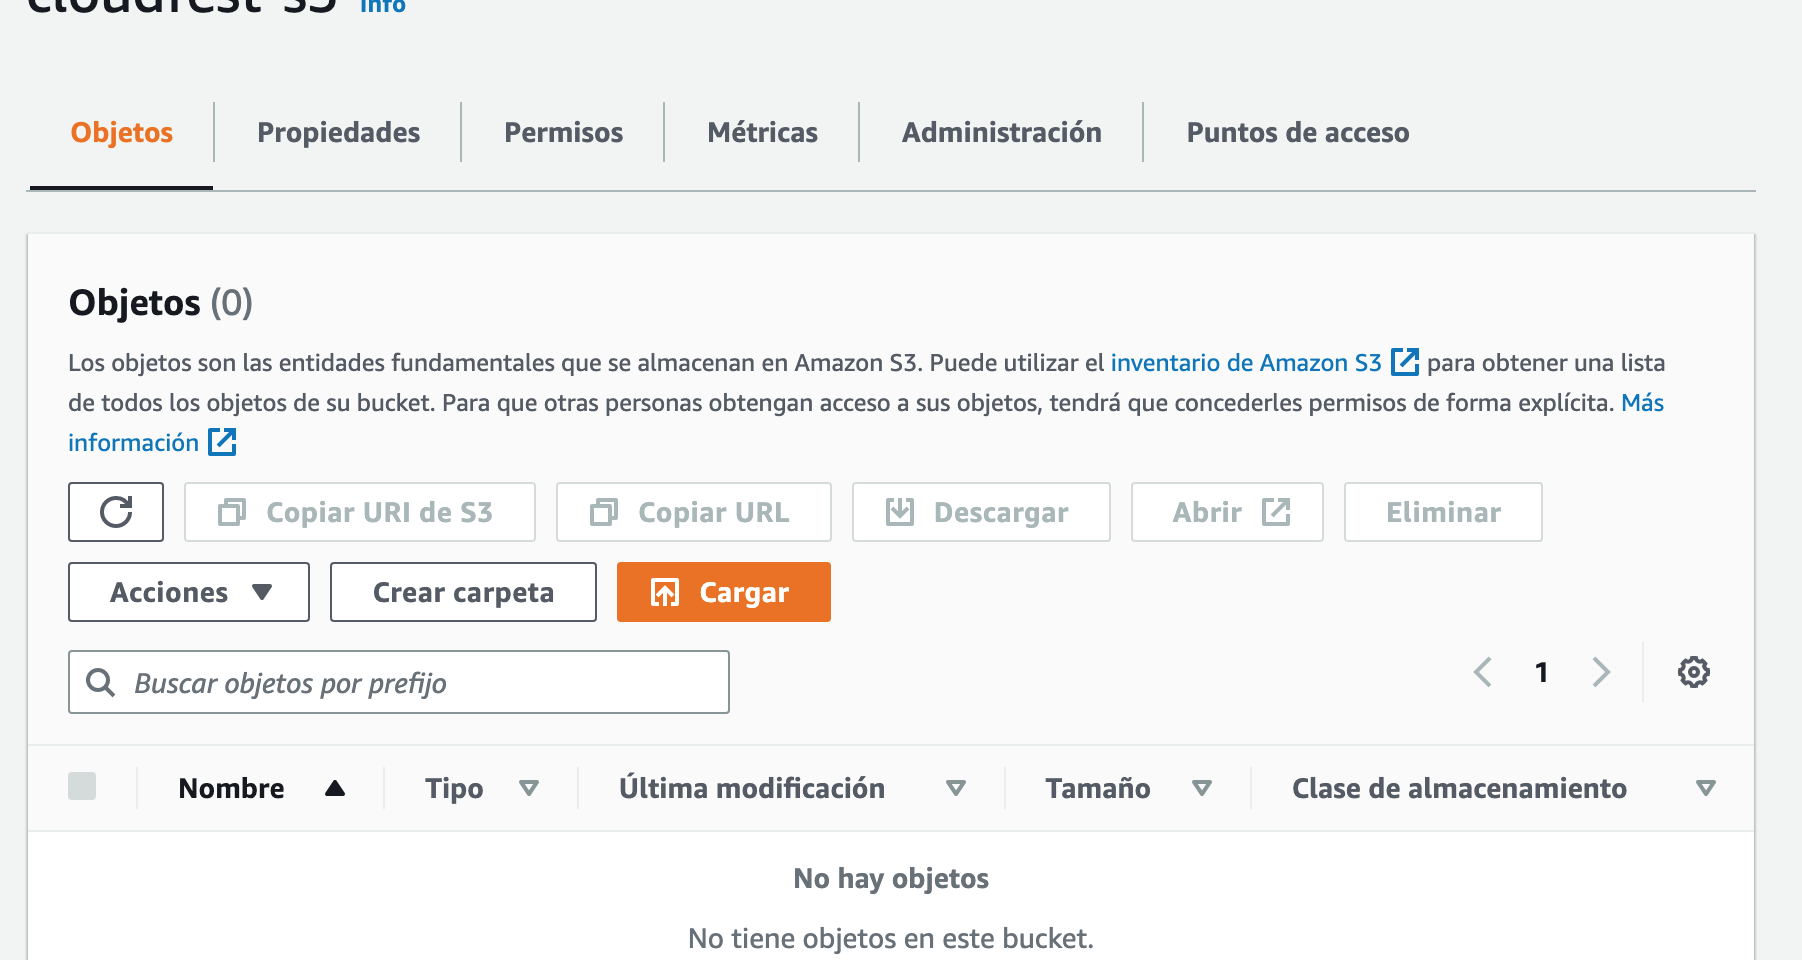 cloudfest-s3 Info
Objetos
Propiedades
Permisos
Métricas
Administración
Puntos de acceso
Objetos (0)
Los objetos son las entidades fundamentales que se almacenan en Amazon S3. Puede utilizar el inventario de Amazon S3 para obtener una lista
de todos los objetos de su bucket. Para que otras personas obtengan acceso a sus objetos, tendrá que concederles permisos de forma explícita. Más
información
Copiar URI de S3
Copiar URL
Descargar
Abrir
Eliminar
Acciones
Crear carpeta
Cargar
Buscar objetos por prefijo
1
Nombre
Tipo
Última modificación
Tamaño
Clase de almacenamiento
No hay objetos
No tiene objetos en este bucket.